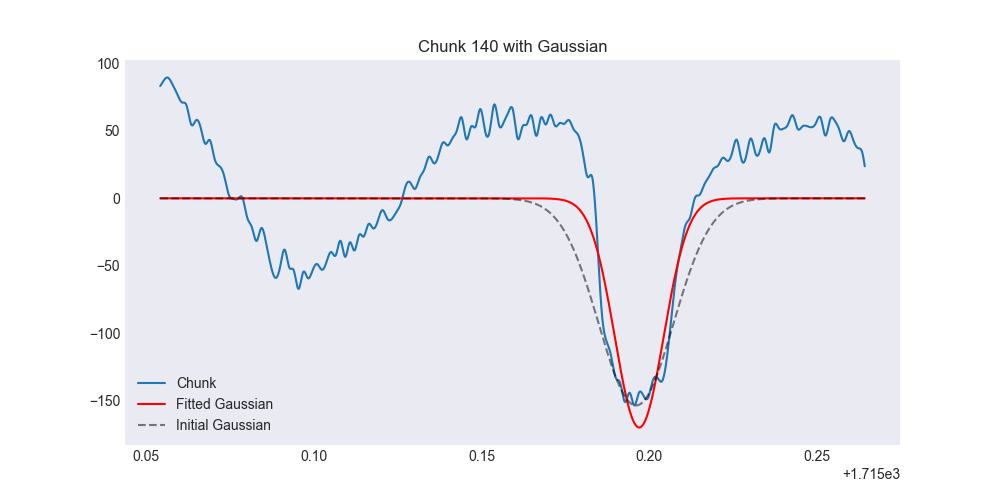 Chunk 140 with Gaussian
100
50
0
−50
−100
−150
Chunk
Fitted Gaussian
Initial Gaussian
0.05 0.10 0.15 0.20 0.25
+1.715e3